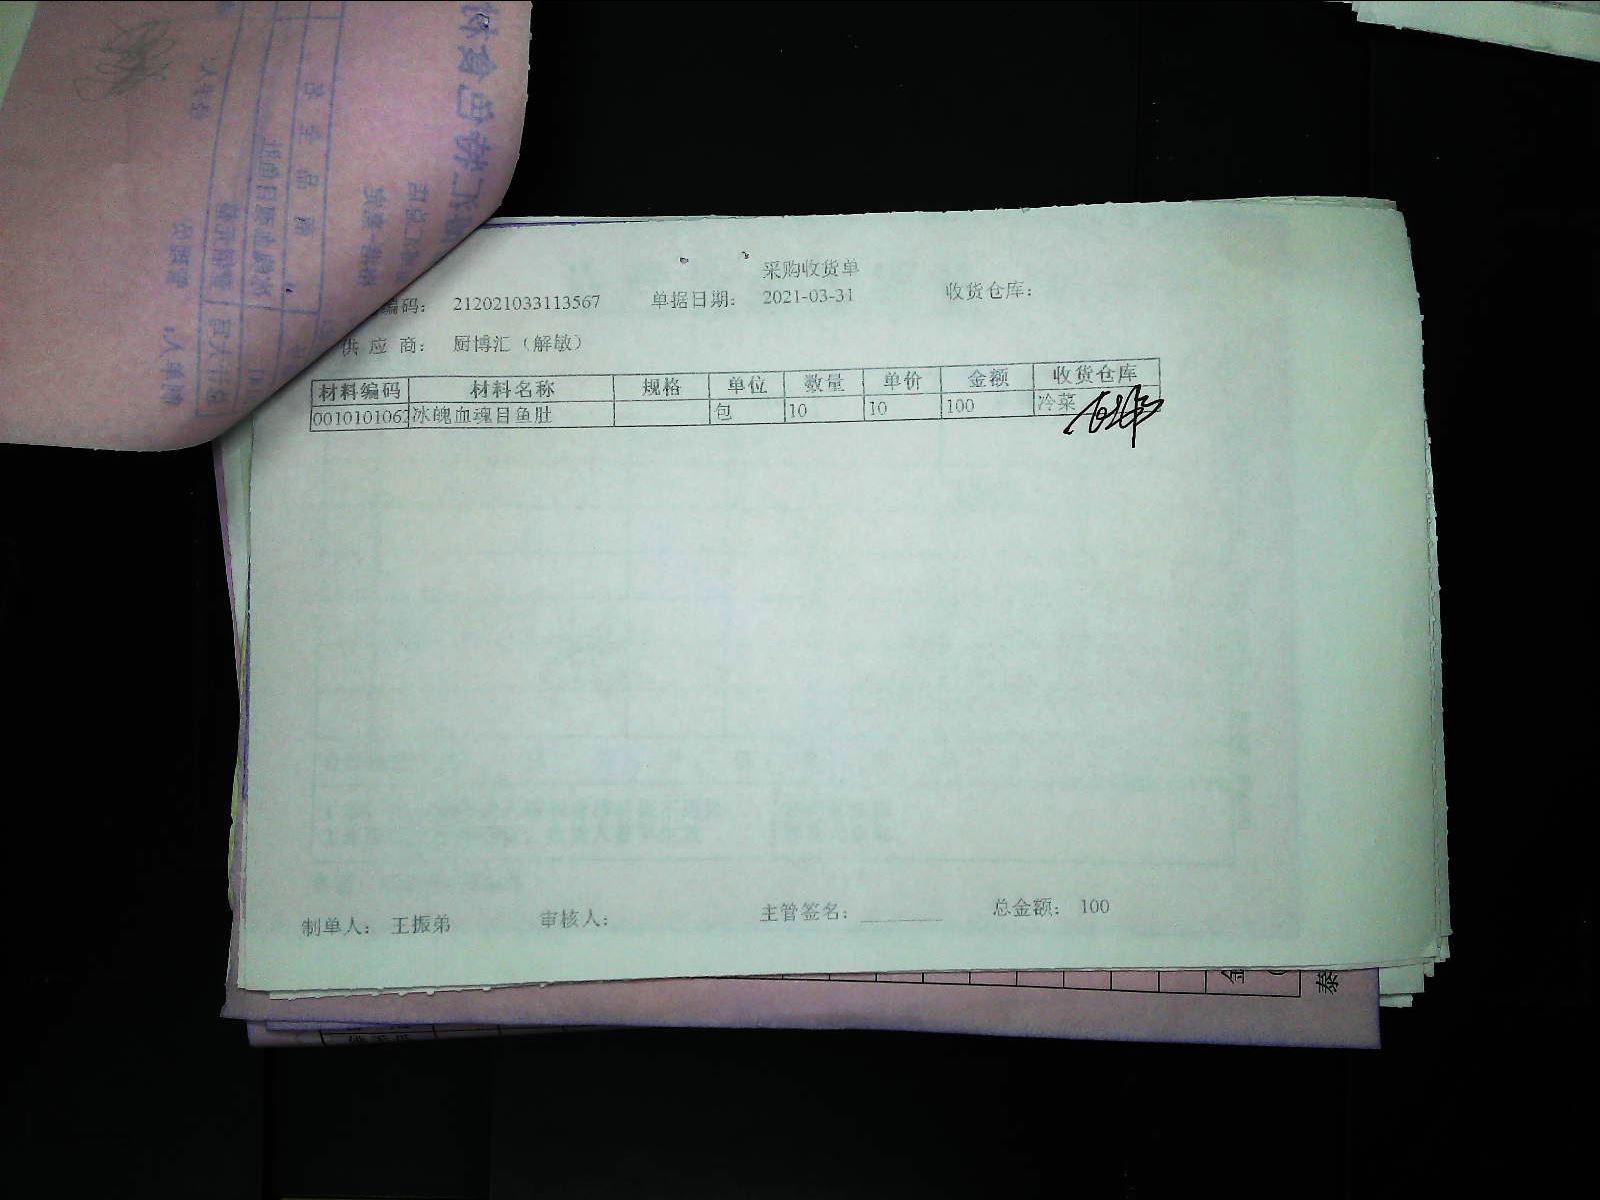 采购收货单
编码： 212021033113567 单据日期： 2021-03-31 收货仓库：
供 应 商： 厨博汇（解敏）
材料编码 材料名称 规格 单位 数量 单价 金额 收货仓库
0010101062 冰魄血魂目鱼肚 包 10 10 100 冷菜
制单人： 王振弟 审核人： 主管签名： 总金额： 100
泰